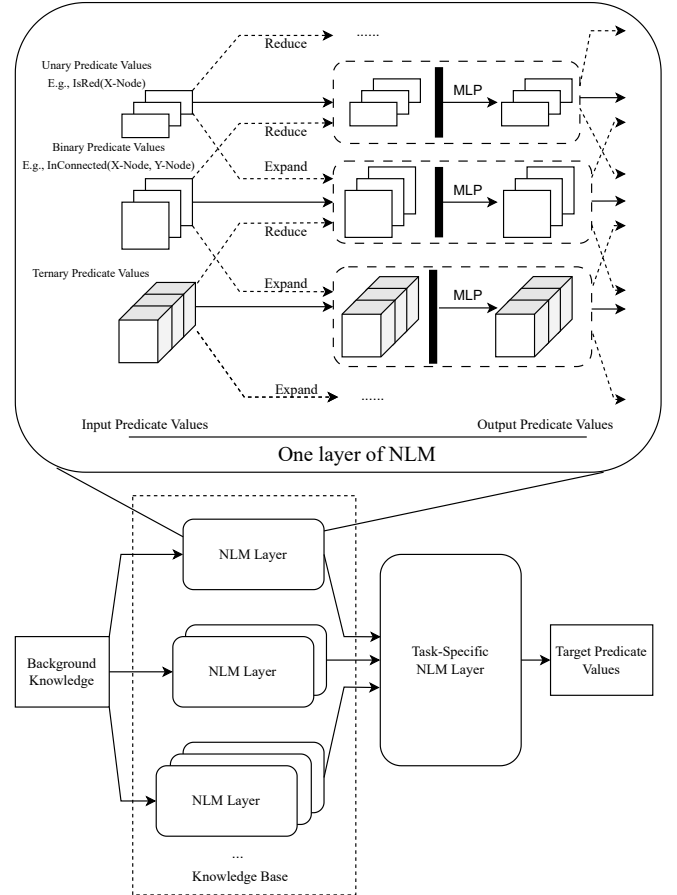 Reduce
......
Unary Predicate Values
E.g., IsRed(X-Node)
MLP
Reduce
Binary Predicate Values
E.g., InConnected(X-Node, Y-Node)
Expand
MLP
Reduce
Ternary Predicate Values
Expand
MLP
Expand
......
Input Predicate Values
Output Predicate Values
One layer of NLM
NLM Layer
Background
Knowledge
NLM Layer
Task-Specific
NLM Layer
Target Predicate
Values
NLM Layer
...
Knowledge Base